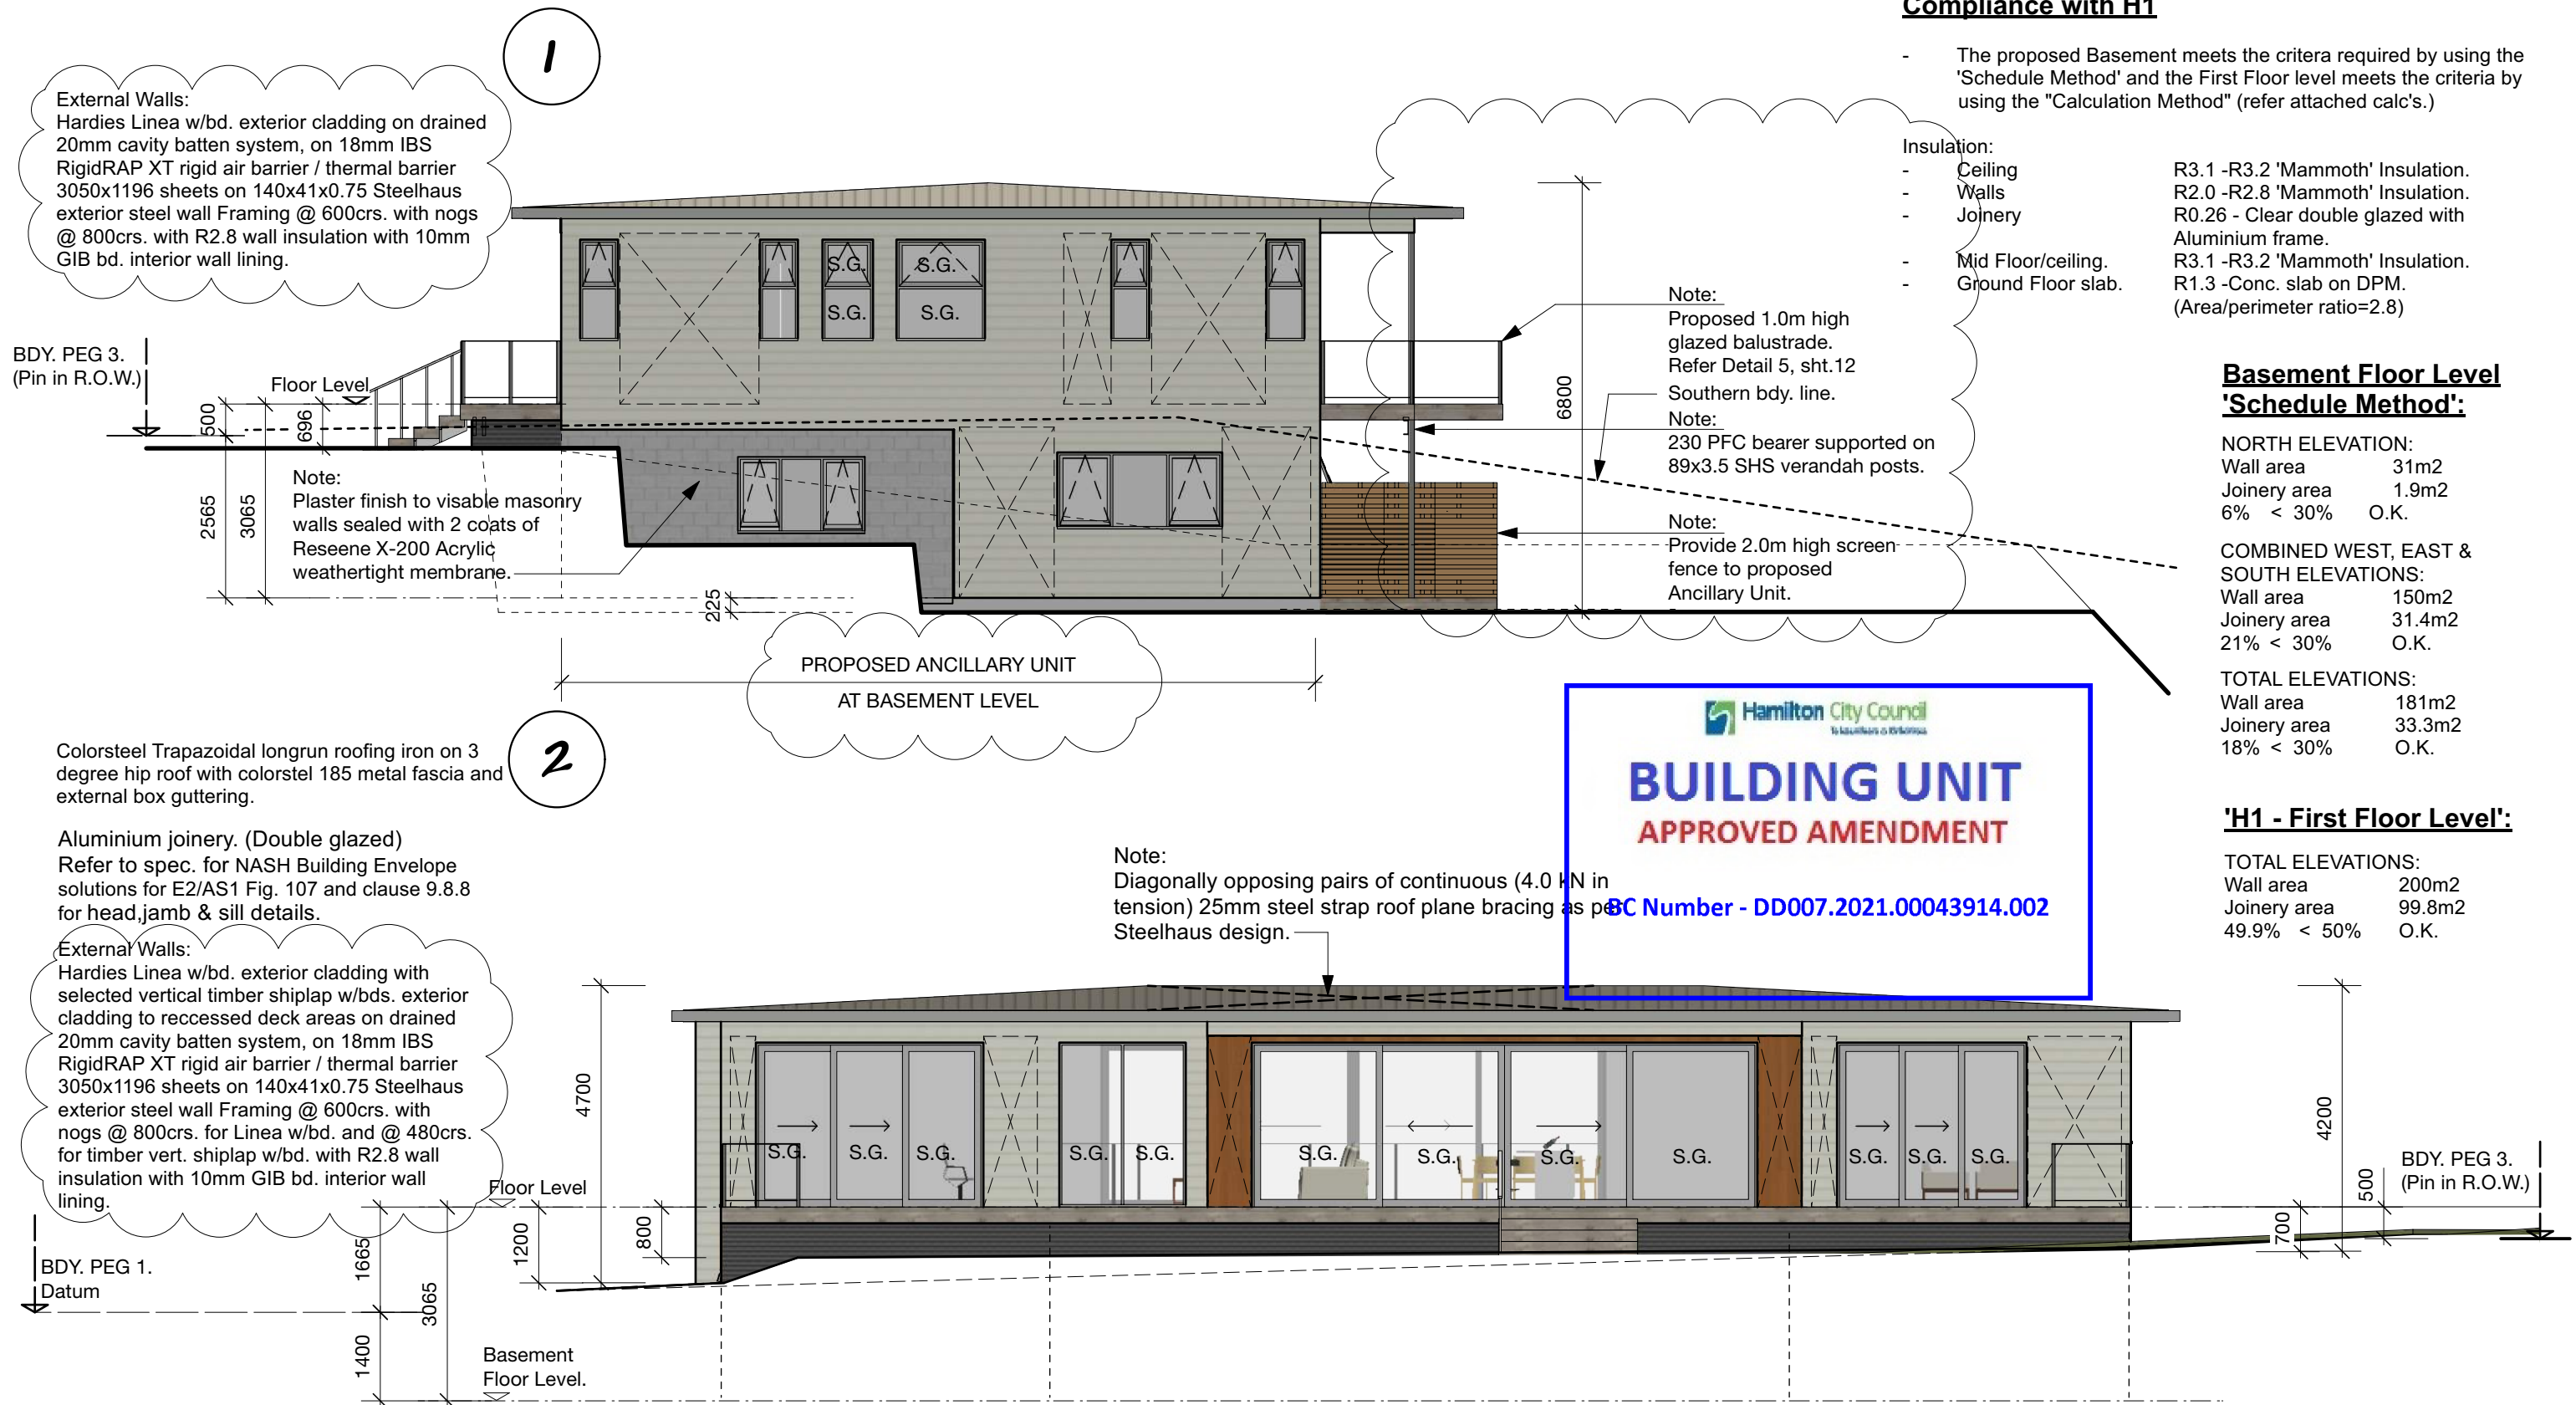 1
External Walls:
Hardies Linea w/bd. exterior cladding on drained
20mm cavity batten system, on 18mm IBS
RigidRAP XT rigid air barrier / thermal barrier
3050x1196 sheets on 140x41x0.75 Steelhaus
exterior steel wall Framing @ 600crs. with nogs
@ 800crs. with R2.8 wall insulation with 10mm
GIB bd. interior wall lining.
BDY. PEG 3.
(Pin in R.O.W.)
Floor Level
500
696
2565
3065
225
Note:
Plaster finish to visable masonry
walls sealed with 2 coats of
Reseene X-200 Acrylic
weathertight membrane.
S.G.
S.G.
S.G.
S.G.
6800
Note:
Proposed 1.0m high
glazed balustrade.
Refer Detail 5, sht.12
Southern bdy. line.
Note:
230 PFC bearer supported on
89x3.5 SHS verandah posts.
Note:
Provide 2.0m high screen
fence to proposed
Ancillary Unit.
PROPOSED ANCILLARY UNIT
AT BASEMENT LEVEL
Compliance with H1
- The proposed Basement meets the critera required by using the
'Schedule Method' and the First Floor level meets the criteria by
using the "Calculation Method" (refer attached calc's.)
Insulation:
- Ceiling R3.1 -R3.2 'Mammoth' Insulation.
- Walls R2.0 -R2.8 'Mammoth' Insulation.
- Joinery R0.26 - Clear double glazed with
Aluminium frame.
- Mid Floor/ceiling. R3.1 -R3.2 'Mammoth' Insulation.
- Ground Floor slab. R1.3 -Conc. slab on DPM.
(Area/perimeter ratio=2.8)
Basement Floor Level
'Schedule Method':
NORTH ELEVATION:
Wall area 31m2
Joinery area 1.9m2
6% < 30% O.K.
COMBINED WEST, EAST &
SOUTH ELEVATIONS:
Wall area 150m2
Joinery area 31.4m2
21% < 30% O.K.
TOTAL ELEVATIONS:
Wall area 181m2
Joinery area 33.3m2
18% < 30% O.K.
'H1 - First Floor Level':
TOTAL ELEVATIONS:
Wall area 200m2
Joinery area 99.8m2
49.9% < 50% O.K.
Hamilton City Council
BUILDING UNIT
APPROVED AMENDMENT
BC Number - DD007.2021.00043914.002
2
Colorsteel Trapazoidal longrun roofing iron on 3
degree hip roof with colorstel 185 metal fascia and
external box guttering.
Aluminium joinery. (Double glazed)
Refer to spec. for NASH Building Envelope
solutions for E2/AS1 Fig. 107 and clause 9.8.8
for head,jamb & sill details.
External Walls:
Hardies Linea w/bd. exterior cladding with
selected vertical timber shiplap w/bds. exterior
cladding to reccessed deck areas on drained
20mm cavity batten system, on 18mm IBS
RigidRAP XT rigid air barrier / thermal barrier
3050x1196 sheets on 140x41x0.75 Steelhaus
exterior steel wall Framing @ 600crs. with
nogs @ 800crs. for Linea w/bd. and @ 480crs.
for timber vert. shiplap w/bd. with R2.8 wall
insulation with 10mm GIB bd. interior wall
lining.
Note:
Diagonally opposing pairs of continuous (4.0 kN in
tension) 25mm steel strap roof plane bracing as per
Steelhaus design.
4700
Floor Level
1200
800
1665
3065
1400
BDY. PEG 1.
Datum
Basement
Floor Level.
S.G. S.G. S.G. S.G. S.G. S.G. S.G. S.G. S.G. S.G. S.G. S.G.
4200
500
700
BDY. PEG 3.
(Pin in R.O.W.)